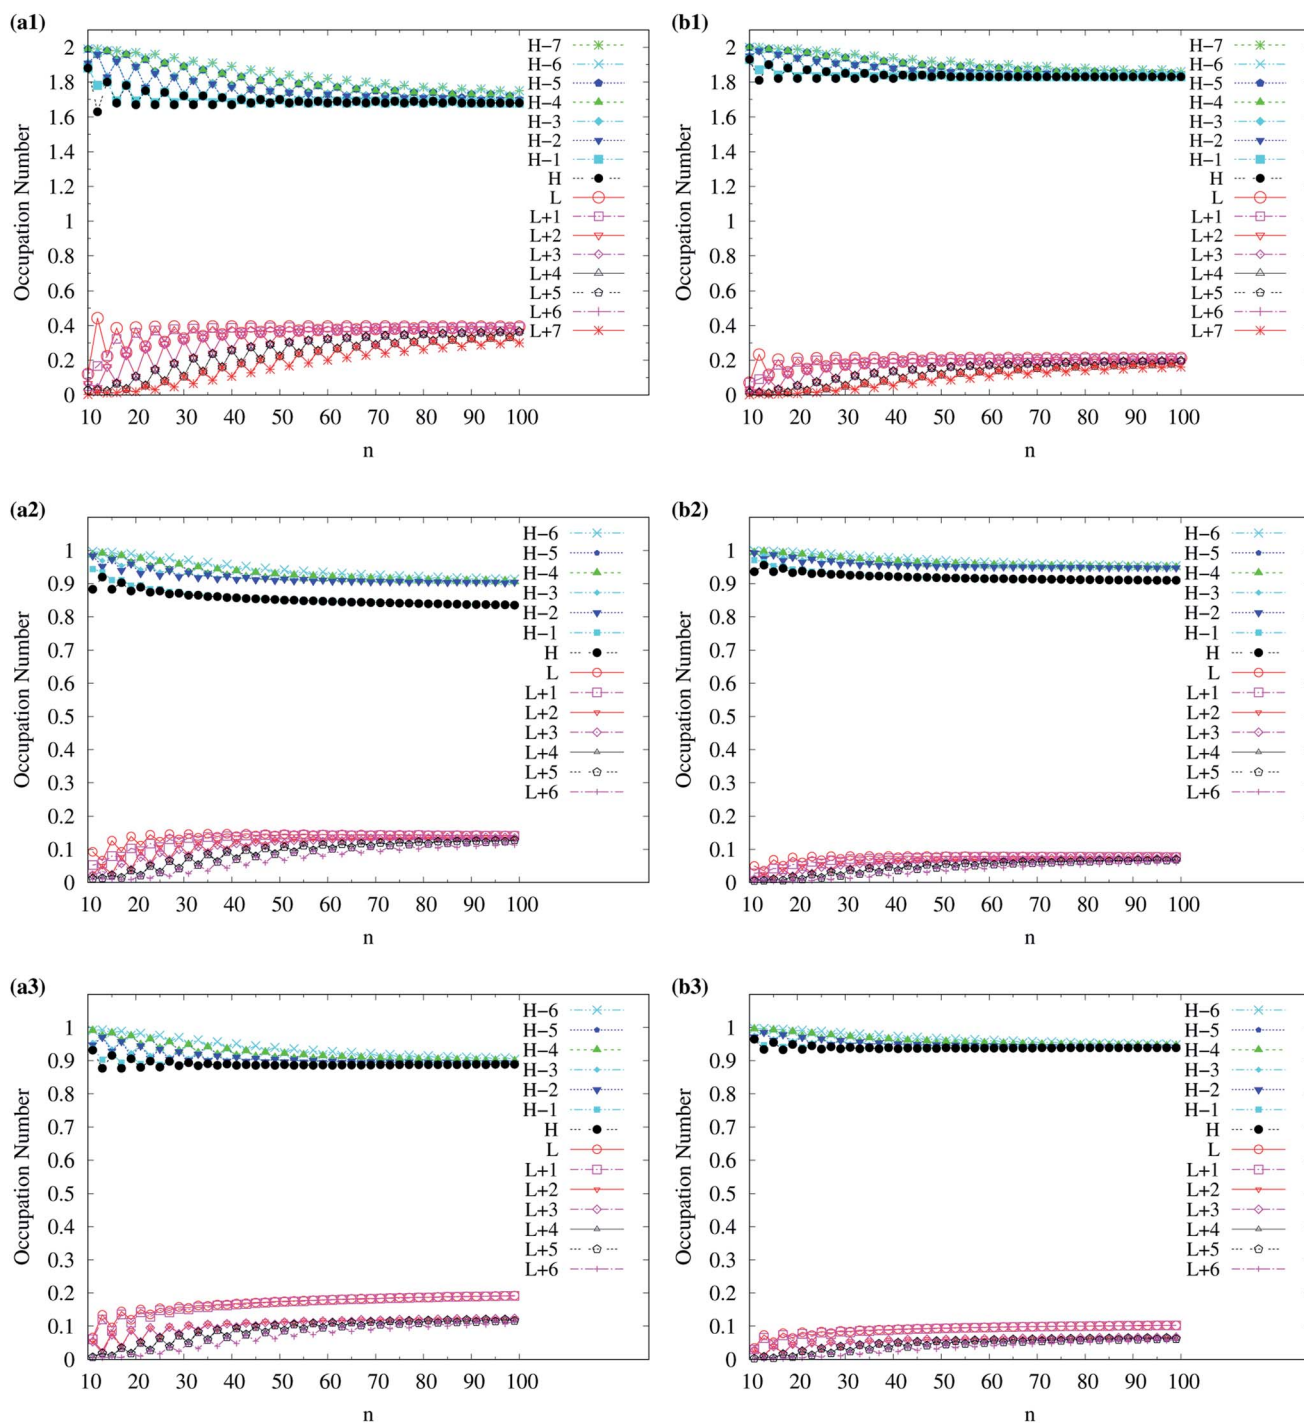 (a1)
Occupation Number
2
1.8
1.6
1.4
1.2
1
0.8
0.6
0.4
0.2
0
10 20 30 40 50 60 70 80 90 100
n
H−7
H−6
H−5
H−4
H−3
H−2
H−1
H
L
L+1
L+2
L+3
L+4
L+5
L+6
L+7
(b1)
Occupation Number
2
1.8
1.6
1.4
1.2
1
0.8
0.6
0.4
0.2
0
10 20 30 40 50 60 70 80 90 100
n
H−7
H−6
H−5
H−4
H−3
H−2
H−1
H
L
L+1
L+2
L+3
L+4
L+5
L+6
L+7
(a2)
Occupation Number
1
0.9
0.8
0.7
0.6
0.5
0.4
0.3
0.2
0.1
0
10 20 30 40 50 60 70 80 90 100
n
H−6
H−5
H−4
H−3
H−2
H−1
H
L
L+1
L+2
L+3
L+4
L+5
L+6
(b2)
Occupation Number
1
0.9
0.8
0.7
0.6
0.5
0.4
0.3
0.2
0.1
0
10 20 30 40 50 60 70 80 90 100
n
H−6
H−5
H−4
H−3
H−2
H−1
H
L
L+1
L+2
L+3
L+4
L+5
L+6
(a3)
Occupation Number
1
0.9
0.8
0.7
0.6
0.5
0.4
0.3
0.2
0.1
0
10 20 30 40 50 60 70 80 90 100
n
H−6
H−5
H−4
H−3
H−2
H−1
H
L
L+1
L+2
L+3
L+4
L+5
L+6
(b3)
Occupation Number
1
0.9
0.8
0.7
0.6
0.5
0.4
0.3
0.2
0.1
0
10 20 30 40 50 60 70 80 90 100
n
H−6
H−5
H−4
H−3
H−2
H−1
H
L
L+1
L+2
L+3
L+4
L+5
L+6